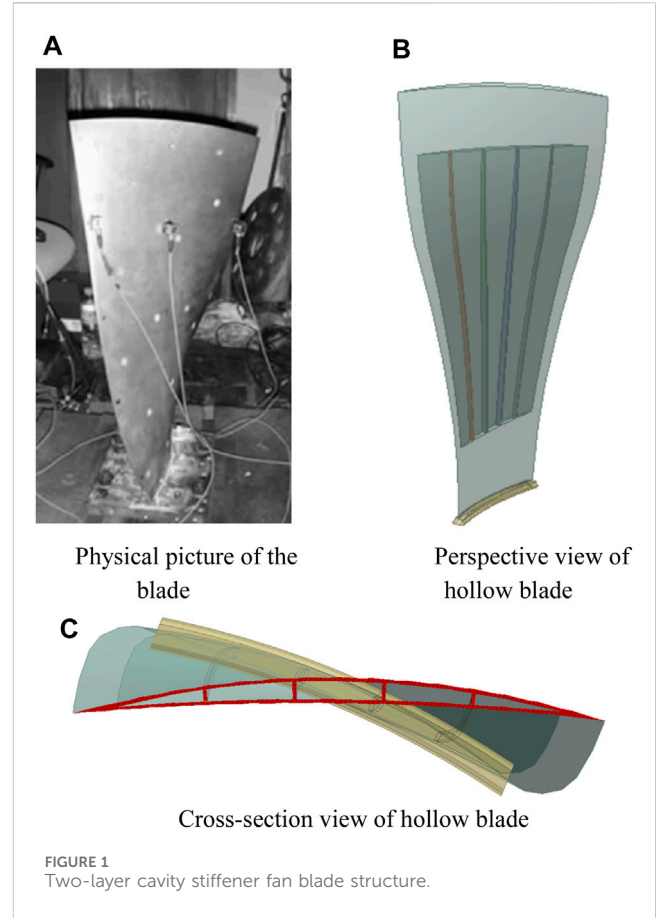 A
B
Physical picture of the
blade
Perspective view of
hollow blade
C
Cross-section view of hollow blade
FIGURE 1
Two-layer cavity stiffener fan blade structure.